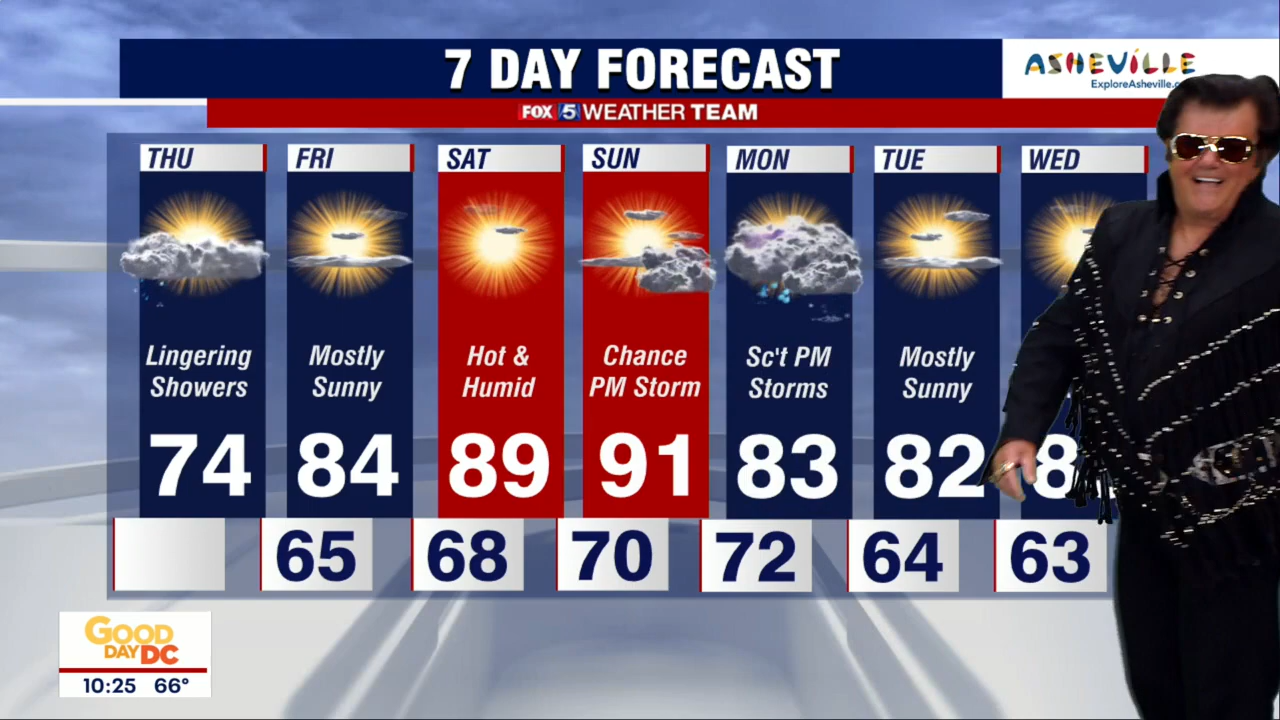 7 DAY FORECAST
ASHEVILLE
ExploreAsheville.c
FOX 5 WEATHER TEAM
THU FRI SAT SUN MON TUE WED
Lingering Showers
Mostly Sunny
Hot & Humid
Chance PM Storm
Sc't PM Storms
Mostly Sunny
74 84 89 91 83 82 8
65 68 70 72 64 63
GOOD
DAY DC
10:25 66°